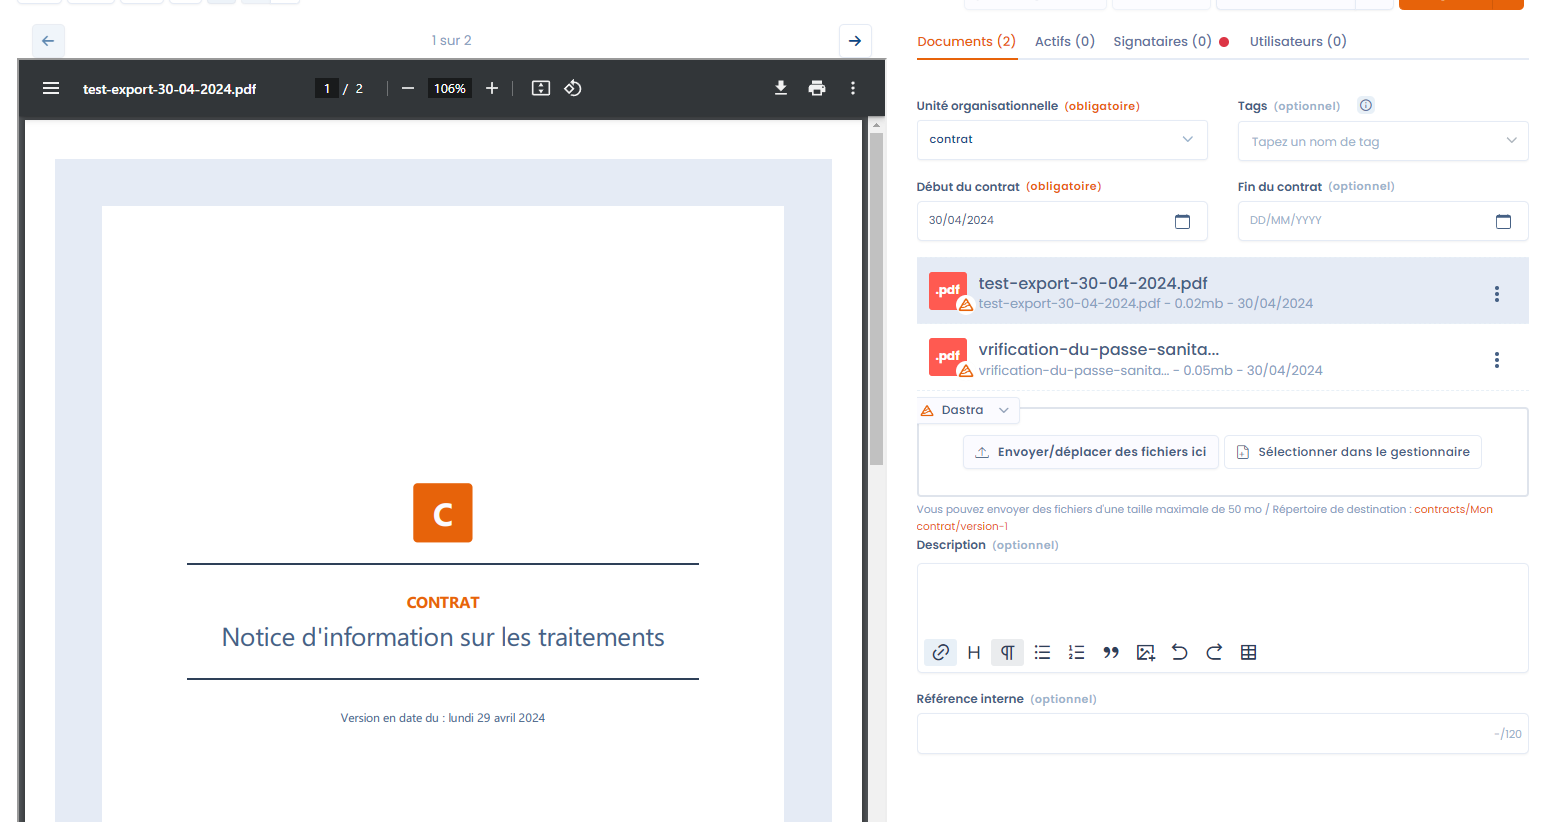 1 sur 2
test-export-30-04-2024.pdf
1 / 2
106%
C
CONTRAT
Notice d'information sur les traitements
Version en date du : lundi 29 avril 2024
Documents (2) Actifs (0) Signataires (0) Utilisateurs (0)
Unité organisationnelle (obligatoire)
contrat
Tags (optionnel)
Tapez un nom de tag
Début du contrat (obligatoire)
30/04/2024
Fin du contrat (optionnel)
DD/MM/YYYY
.pdf
test-export-30-04-2024.pdf
test-export-30-04-2024.pdf - 0.02mb - 30/04/2024
.pdf
vrification-du-passe-sanita...
vrification-du-passe-sanita... - 0.05mb - 30/04/2024
Dastra
Envoyer/déplacer des fichiers ici
Sélectionner dans le gestionnaire
Vous pouvez envoyer des fichiers d'une taille maximale de 50 mo / Répertoire de destination : contracts/Mon
contrat/version-1
Description (optionnel)
H
Référence interne (optionnel)
-/120